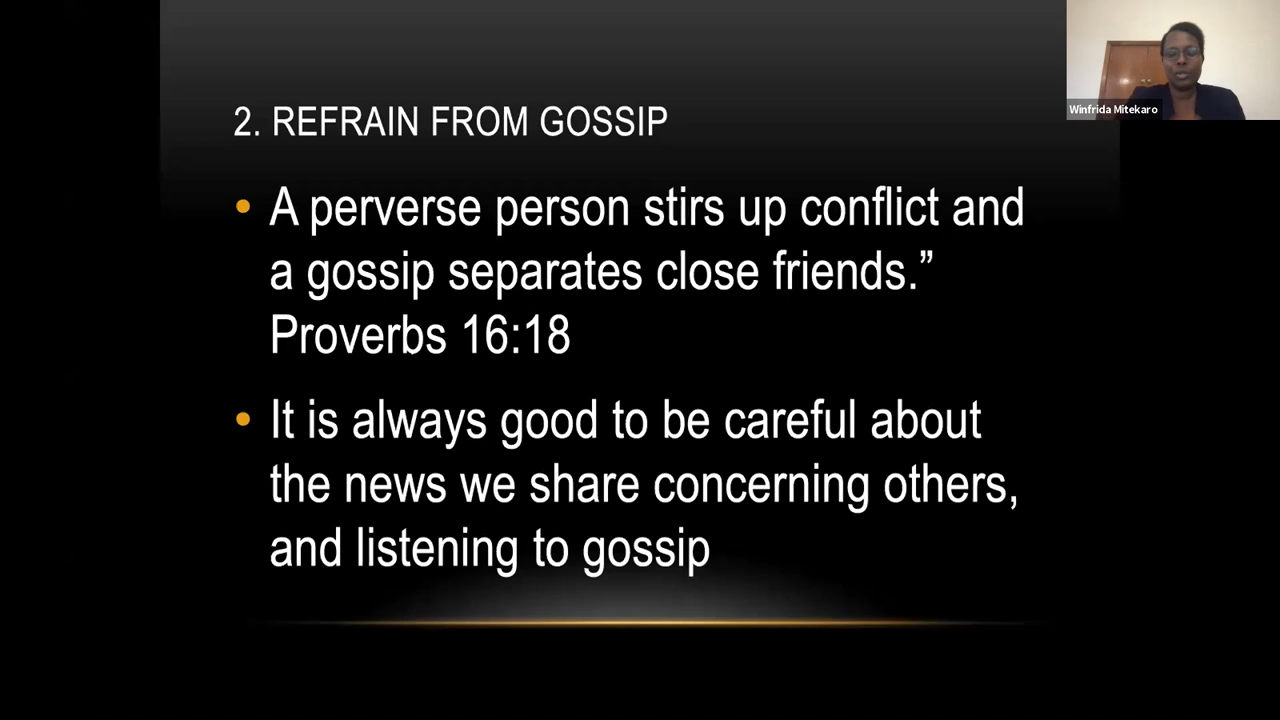 Winfrida Mitekaro
2. REFRAIN FROM GOSSIP
• A perverse person stirs up conflict and
a gossip separates close friends.”
Proverbs 16:18
• It is always good to be careful about
the news we share concerning others,
and listening to gossip